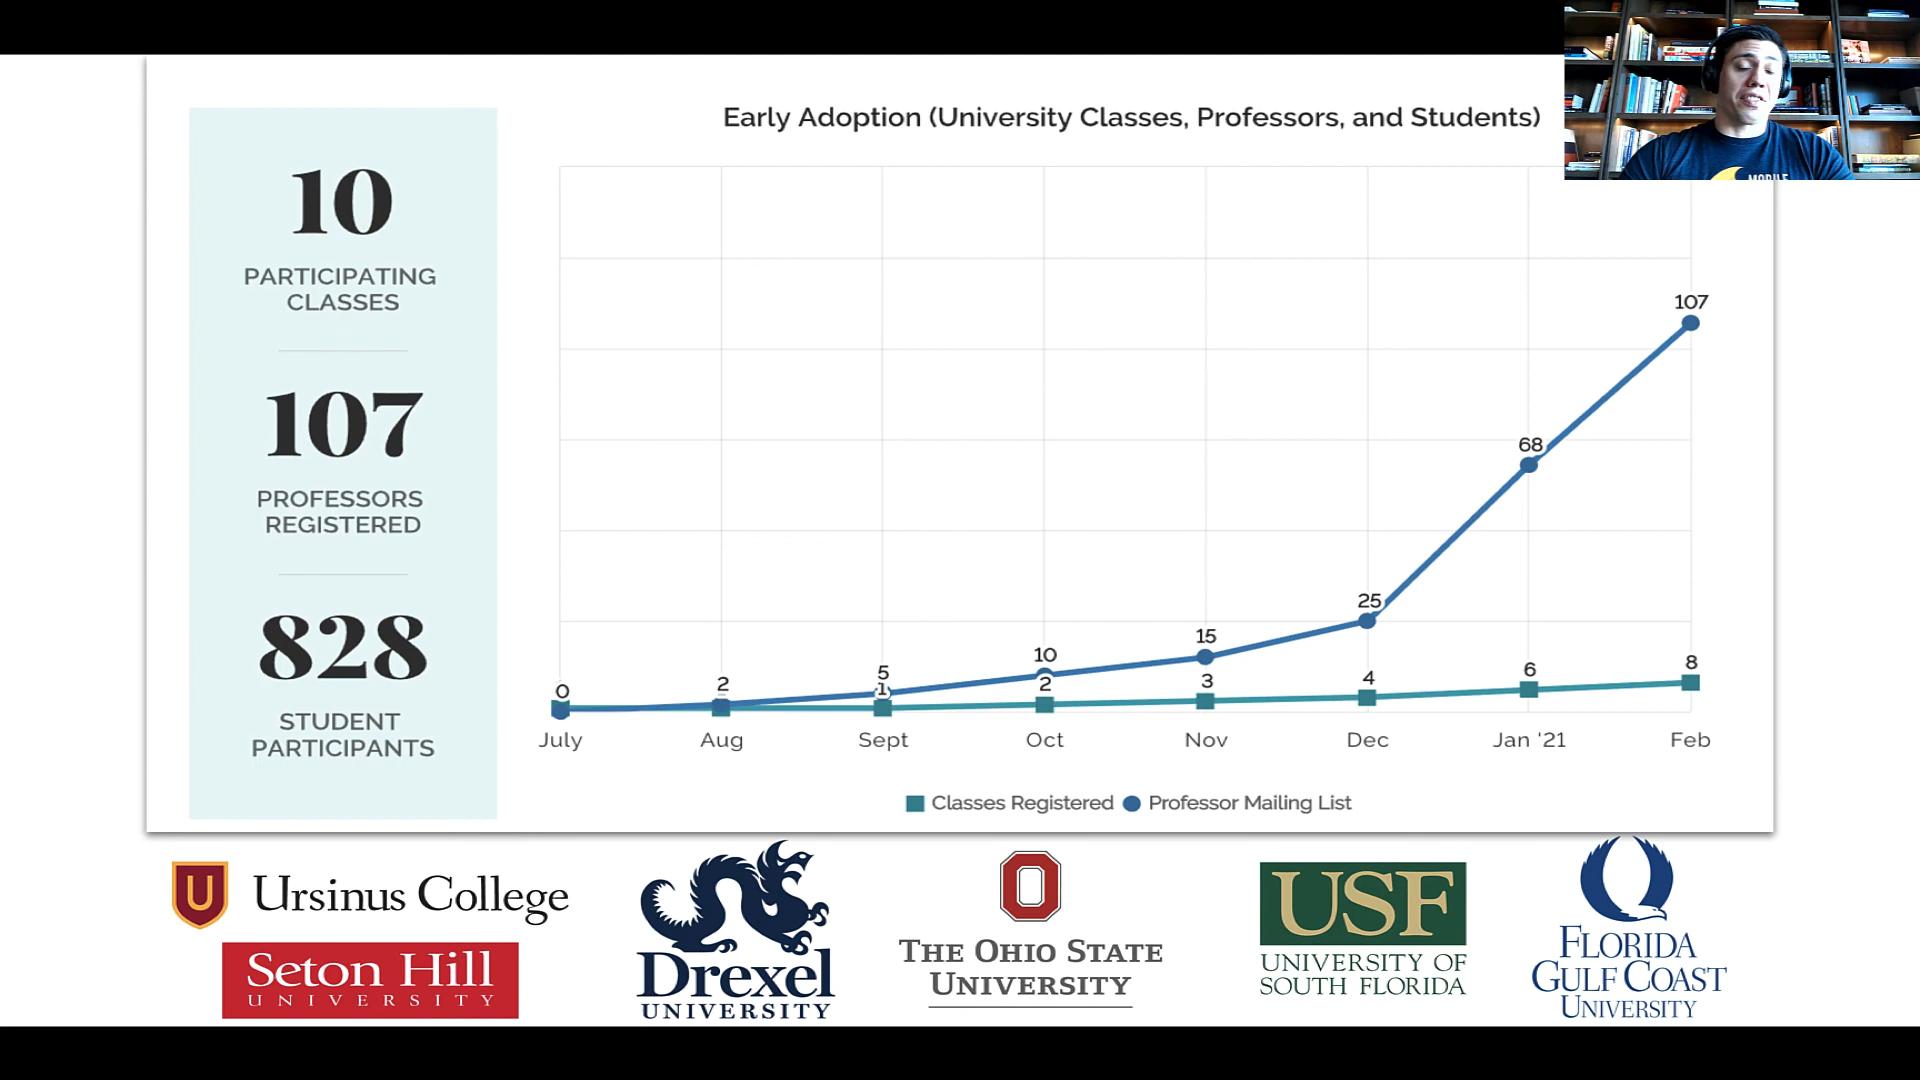 MOBILE
Early Adoption (University Classes, Professors, and Students)
10
PARTICIPATING
CLASSES
107
PROFESSORS
REGISTERED
828
STUDENT
PARTICIPANTS
107
68
25
15
10
5
2
0
1
2
3
4
6
8
July Aug Sept Oct Nov Dec Jan '21 Feb
Classes Registered Professor Mailing List
U Ursinus College
Seton Hill
UNIVERSITY
Drexel
UNIVERSITY
THE OHIO STATE
UNIVERSITY
USF
UNIVERSITY OF
SOUTH FLORIDA
FLORIDA
GULF COAST
UNIVERSITY